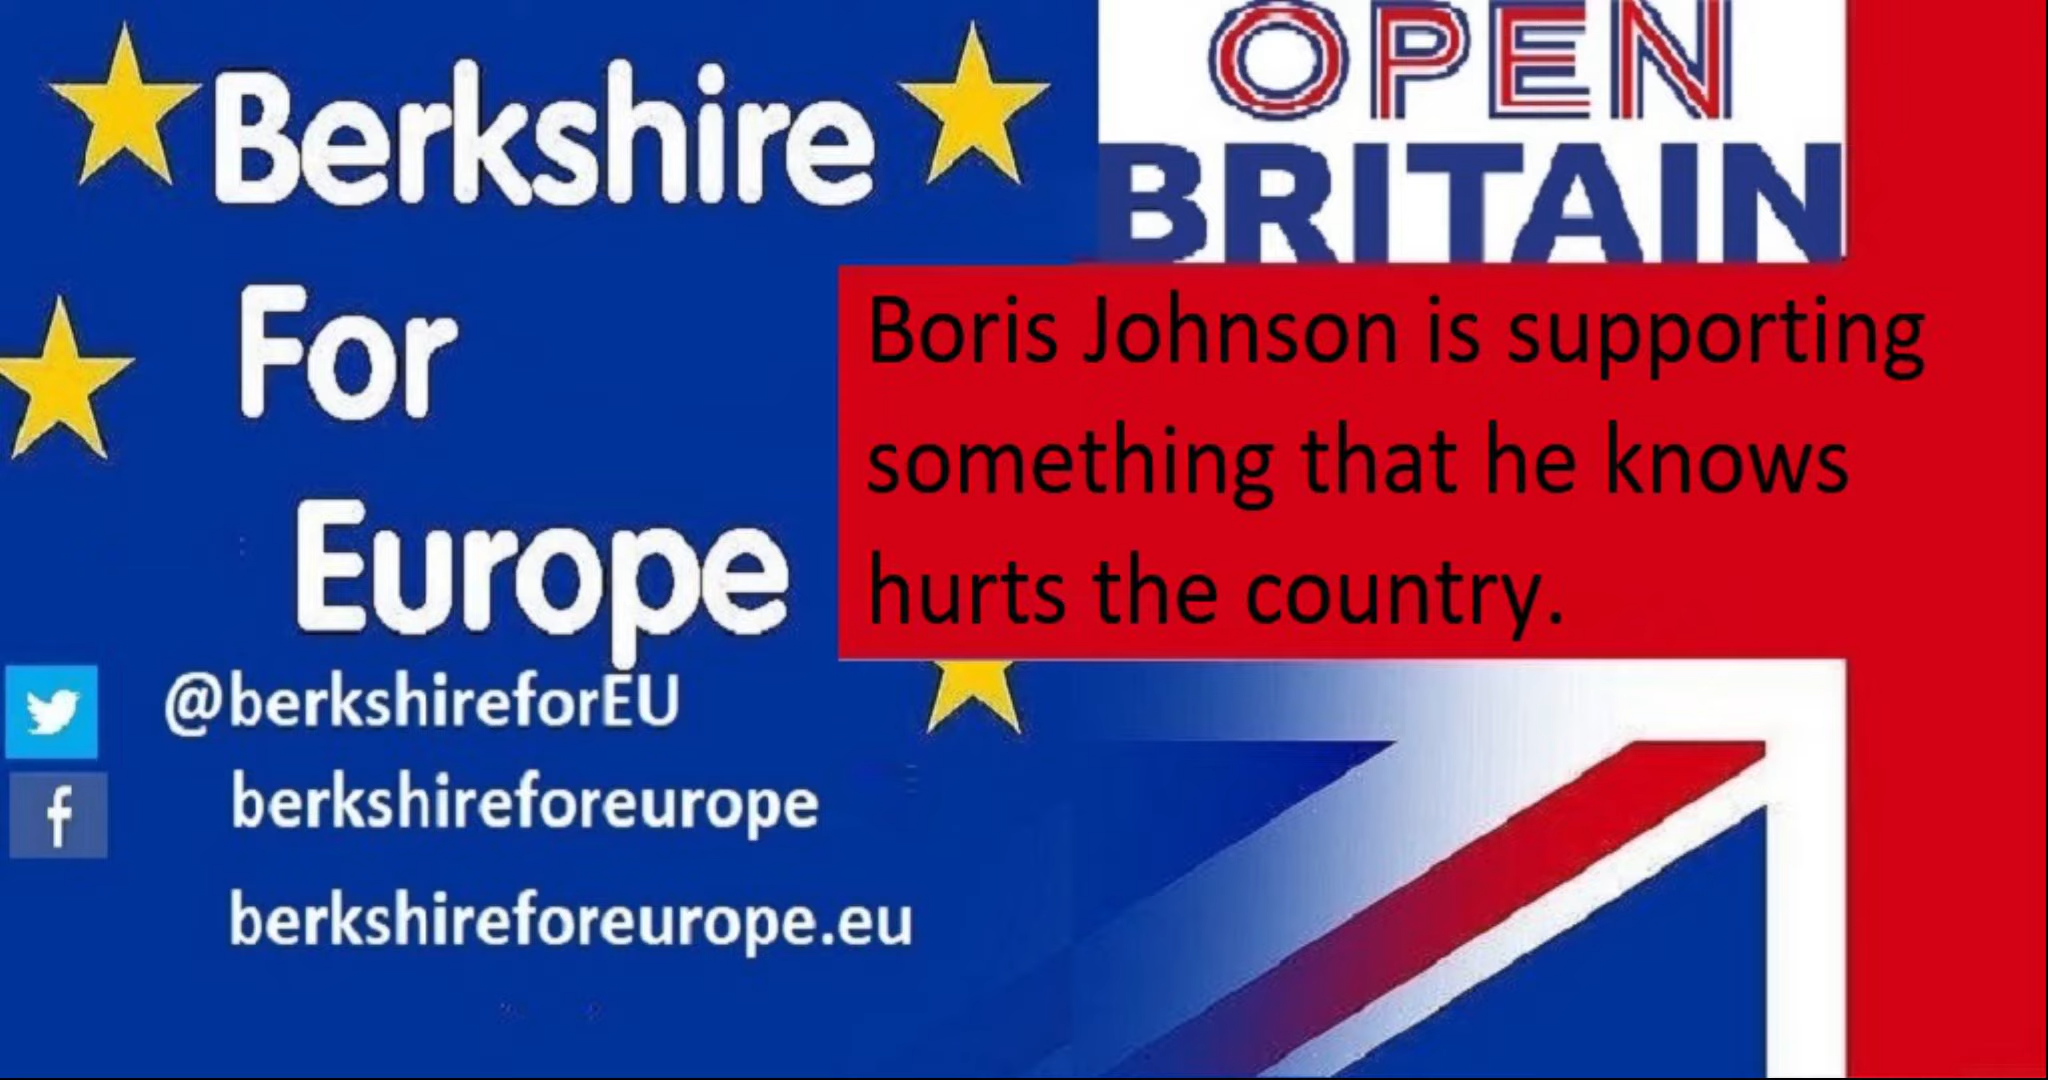 Berkshire
For
Europe
@berkshireforEU
berkshireforeurope
berkshireforeurope.eu
OPEN
BRITAIN
Boris Johnson is supporting
something that he knows
hurts the country.